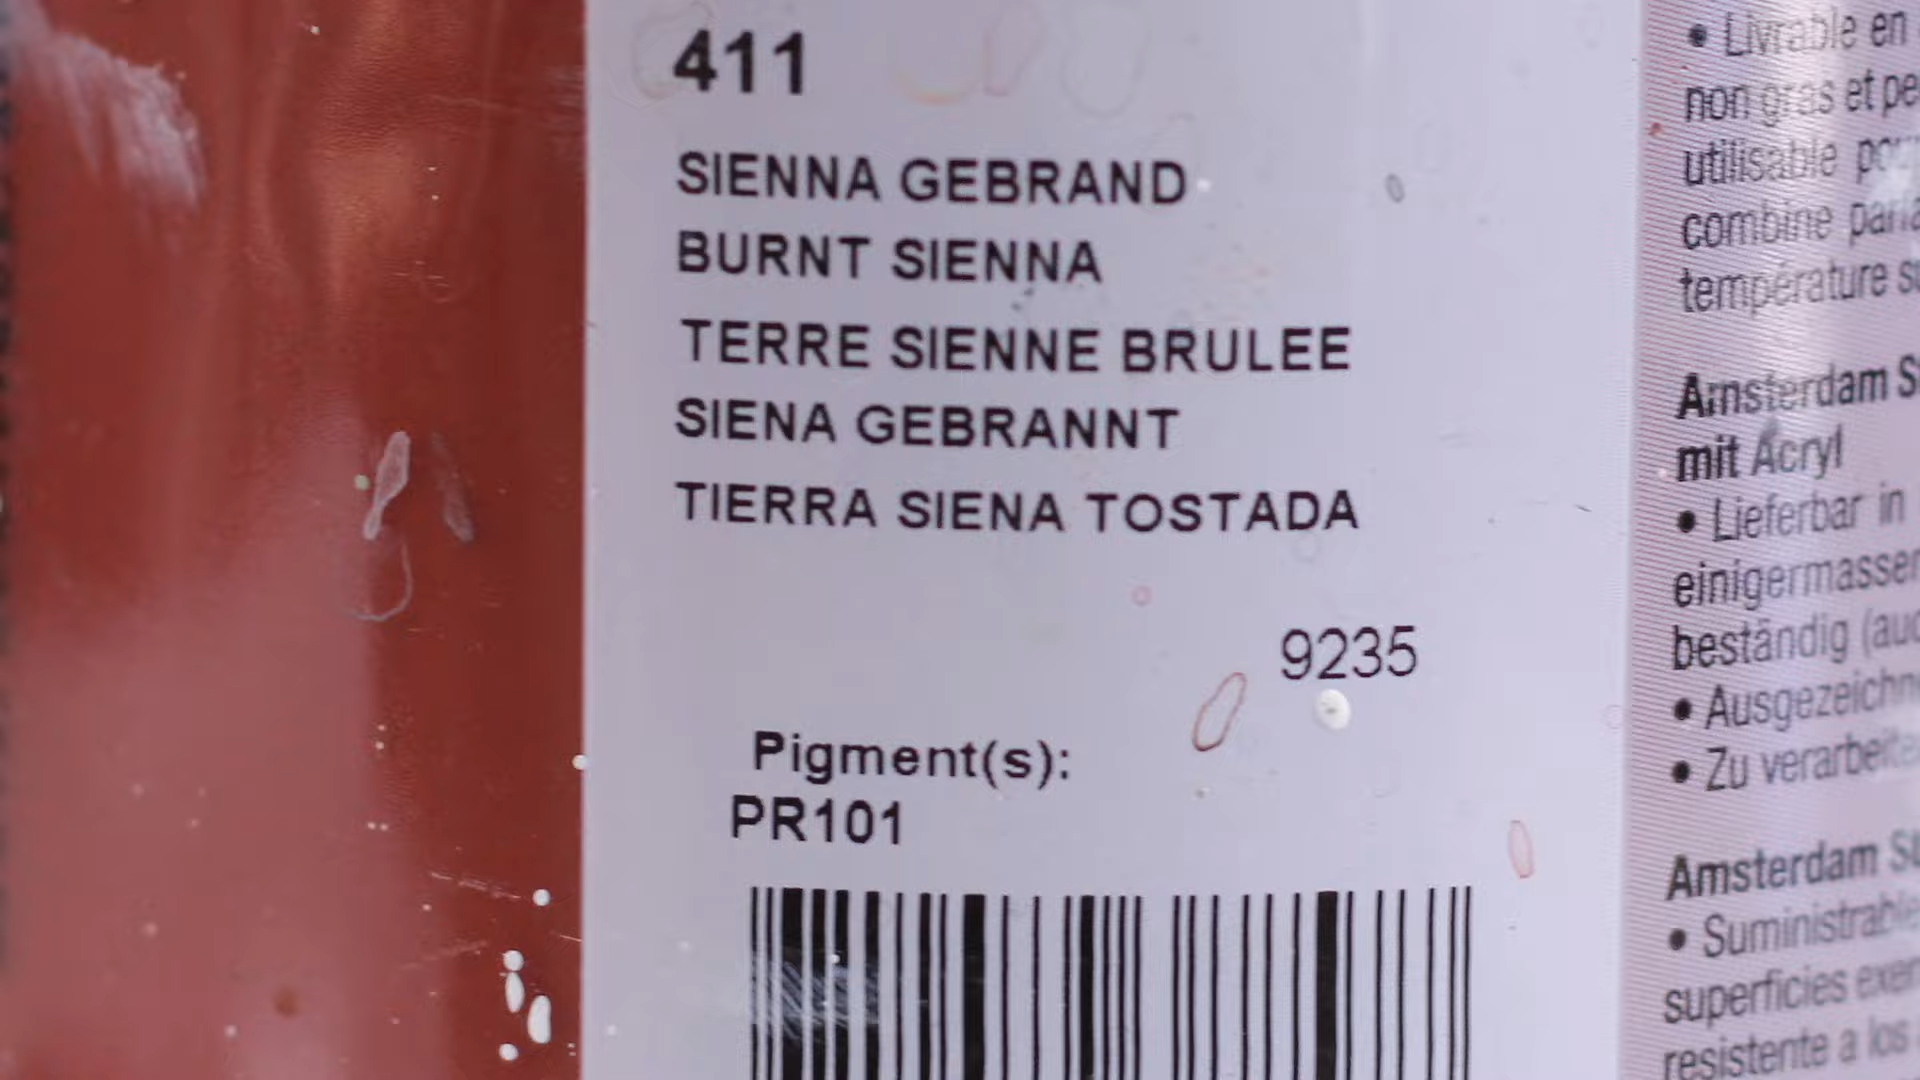 411
SIENNA GEBRAND
BURNT SIENNA
TERRE SIENNE BRULEE
SIENA GEBRANNT
TIERRA SIENA TOSTADA
9235
Pigment(s):
PR101
• Livrable en
non gras et
utilisable
combine
température
Amsterdam
mit Acryl
• Lieferbar in
einigermassen
beständig
• Ausgezeichn
• Zu verarbeite
Amsterdam
• Suministrable
superficies
resistente a los